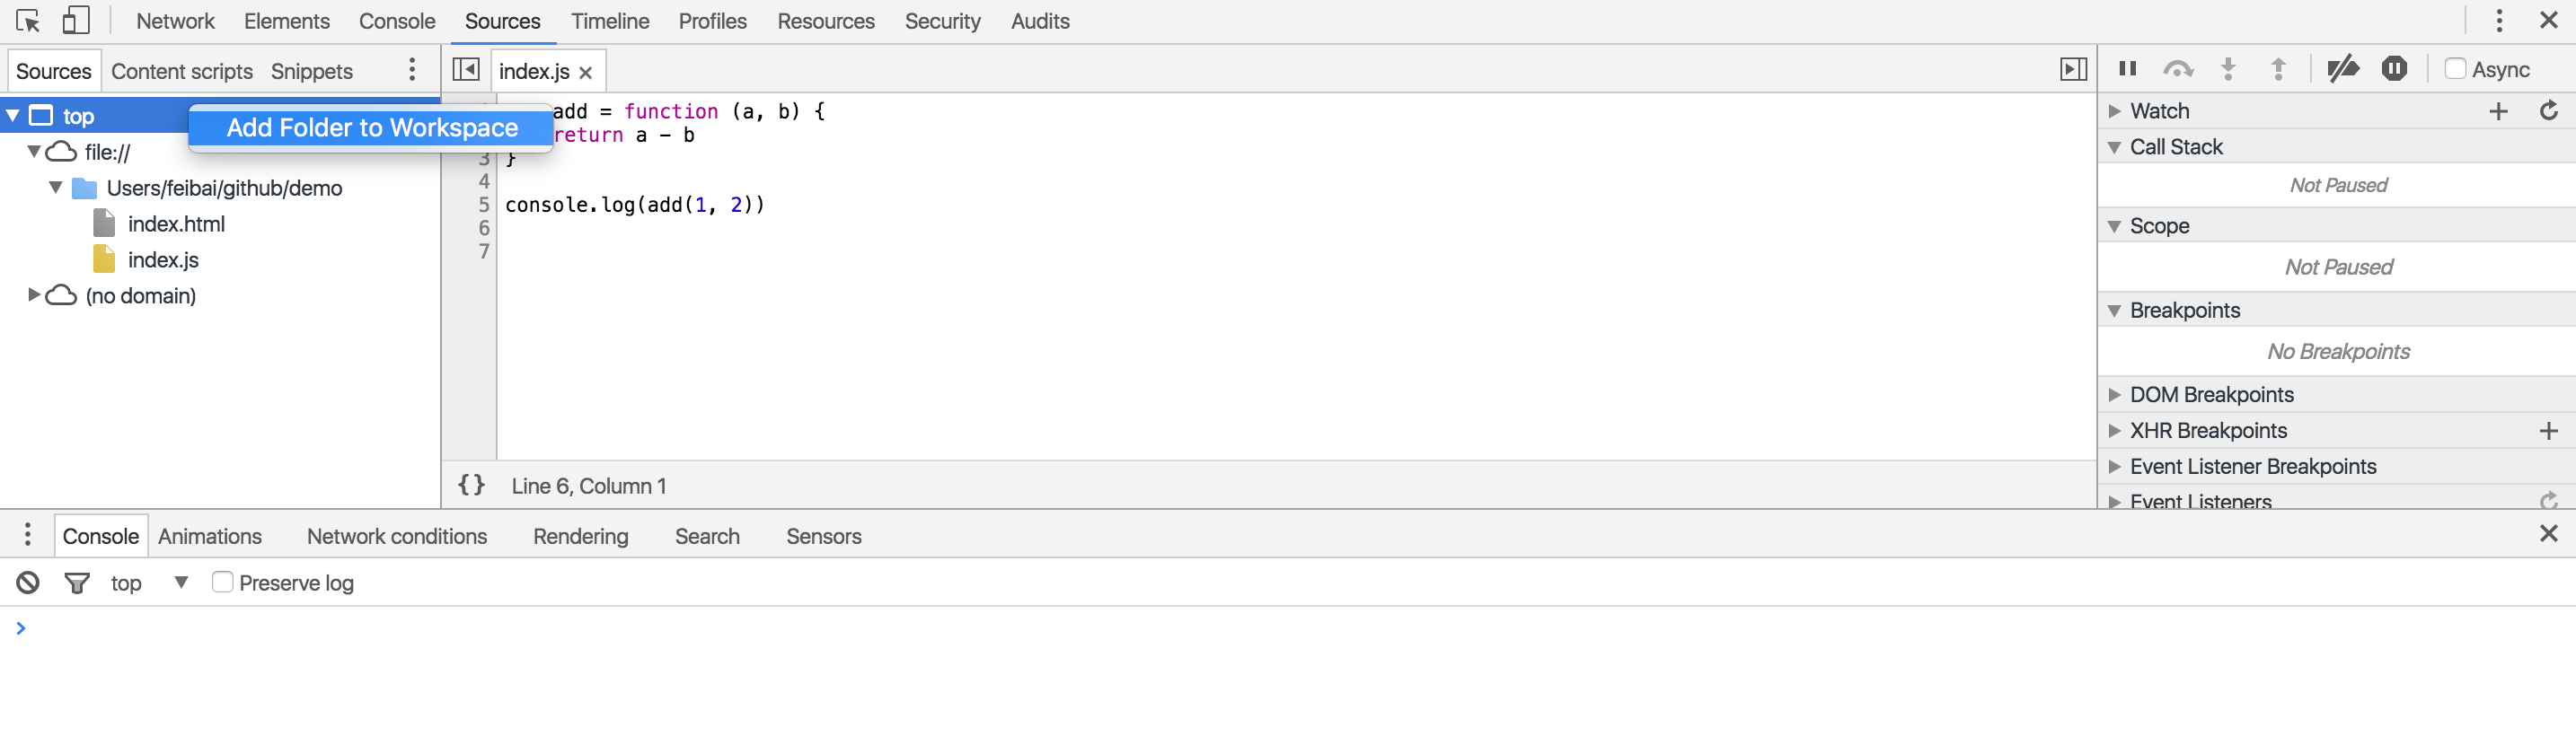 Network Elements Console Sources Timeline Profiles Resources Security Audits
Sources Content scripts Snippets
index.js ×
Async
top
Add Folder to Workspace
file://
Users/feibai/github/demo
index.html
index.js
(no domain)
add = function (a, b) {
return a - b
3 }
4
5 console.log(add(1, 2))
6
7
{} Line 6, Column 1
Watch
Call Stack
Not Paused
Scope
Not Paused
Breakpoints
No Breakpoints
DOM Breakpoints
XHR Breakpoints
Event Listener Breakpoints
Event Listeners
Console Animations Network conditions Rendering Search Sensors
top Preserve log
>